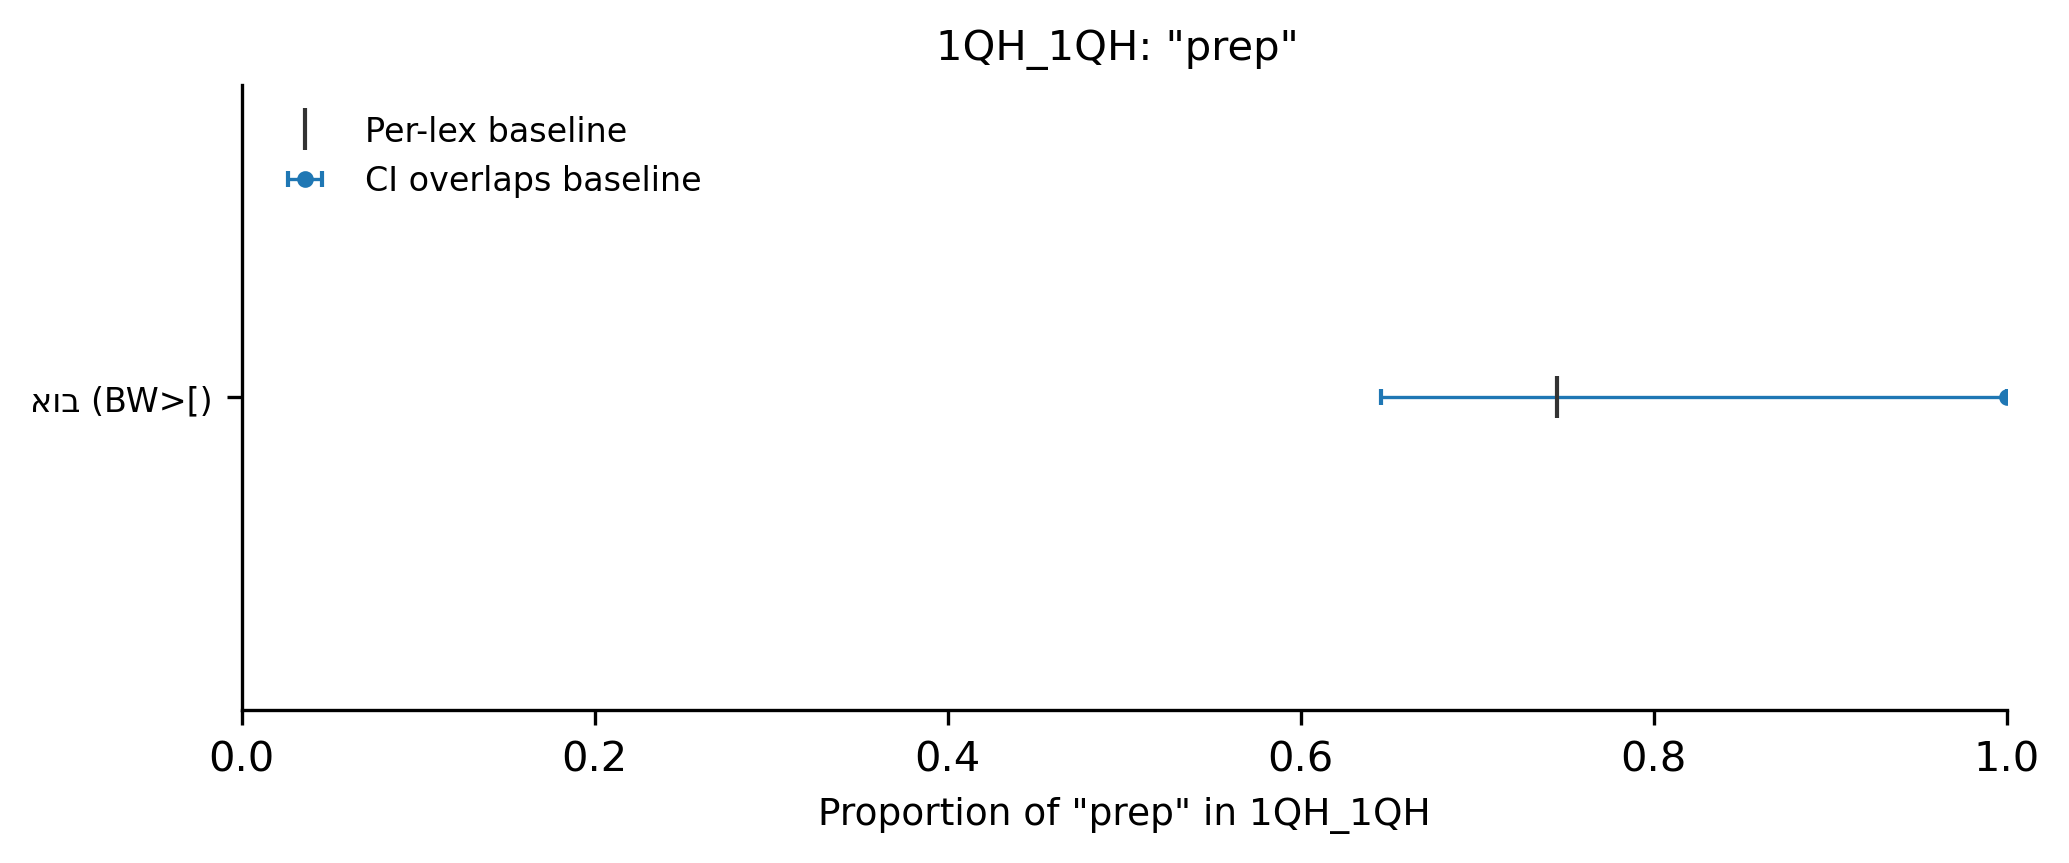 1QH_1QH: "prep"
Per-lex baseline
CI overlaps baseline
בוא (BW>[)
0.0 0.2 0.4 0.6 0.8 1.0
Proportion of "prep" in 1QH_1QH